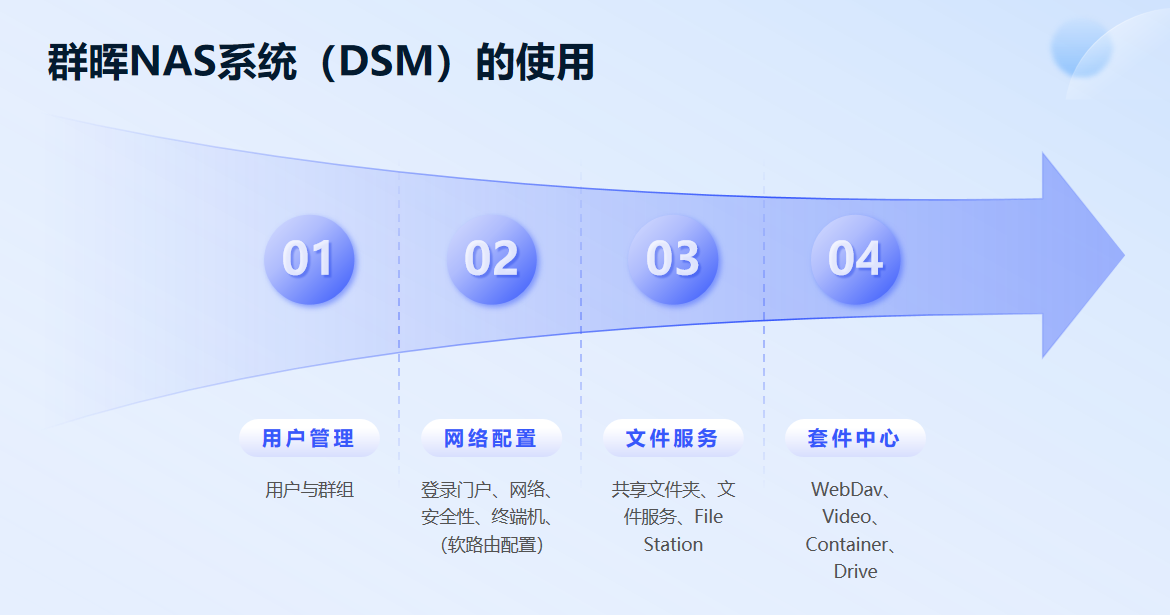 群晖NAS系统（DSM）的使用
01
02
03
04
用户管理
网络配置
文件服务
套件中心
用户与群组
登录门户、网络、
安全性、终端机、
（软路由配置）
共享文件夹、文
件服务、File
Station
WebDav、
Video、
Container、
Drive